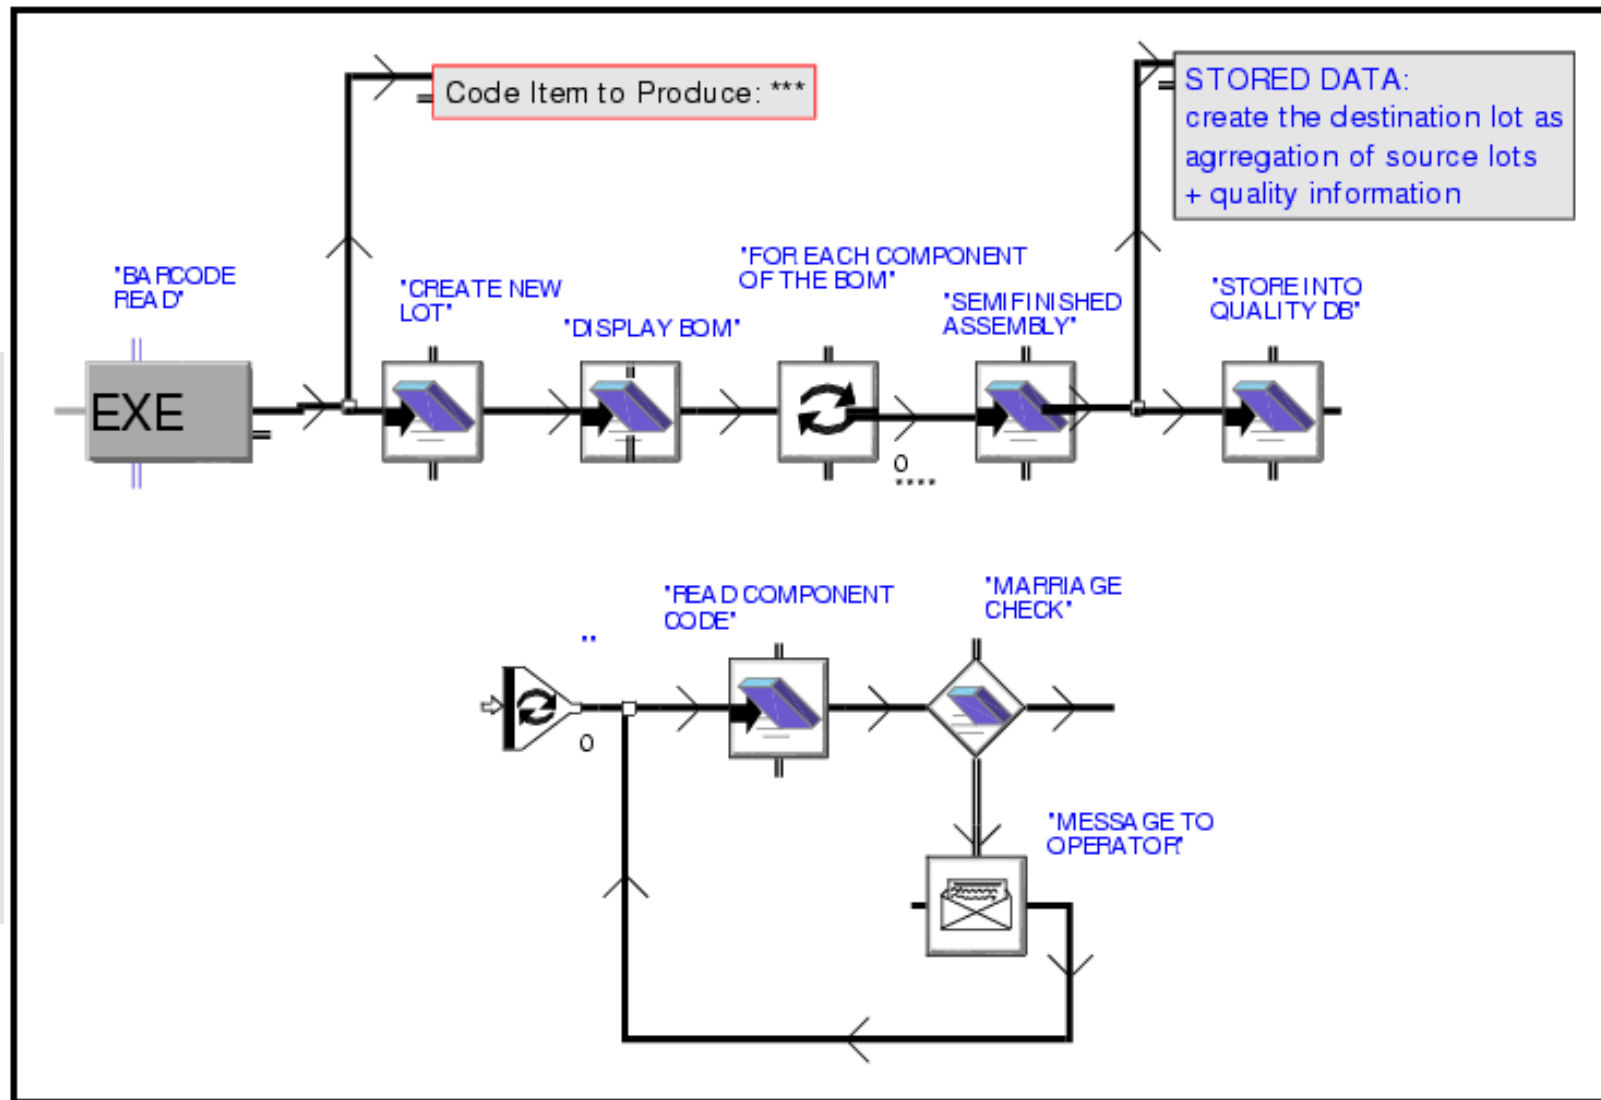 Code Item to Produce: ***
STORED DATA:
create the destination lot as
agrregation of source lots
+ quality information
"BARCODE
READ"
"CREATE NEW
LOT"
"DISPLAY BOM"
"FOR EACH COMPONENT
OF THE BOM"
"SEMIFINISHED
ASSEMBLY"
"STORE INTO
QUALITY DB"
EXE
0
"READ COMPONENT
CODE"
"MARRIAGE
CHECK"
""
0
"MESSAGE TO
OPERATOR"